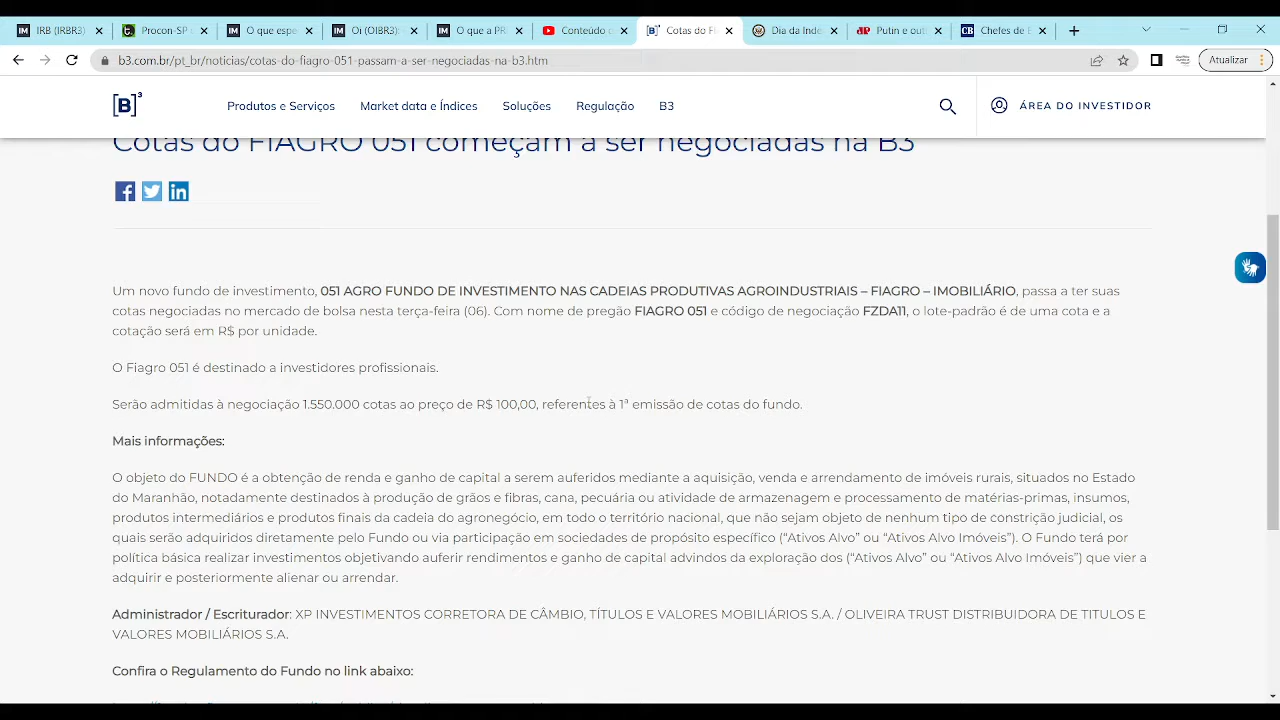 IRB (IRBR3)
Procon-SP
O que espe
Oi (OIBR3):
O que a PR
Conteúdo
[B]³ Cotas do F
Dia da Inde
Putin e out
Chefes de E
b3.com.br/pt_br/noticias/cotas-do-fiagro-051-passam-a-ser-negociadas-na-b3.htm
Atualizar
[B]³
Produtos e Serviços
Market data e Índices
Soluções
Regulação
B3
ÁREA DO INVESTIDOR
Cotas do FIAGRO 051 começam a ser negociadas na B3
Um novo fundo de investimento, 051 AGRO FUNDO DE INVESTIMENTO NAS CADEIAS PRODUTIVAS AGROINDUSTRIAIS – FIAGRO – IMOBILIÁRIO, passa a ter suas
cotas negociadas no mercado de bolsa nesta terça-feira (06). Com nome de pregão FIAGRO 051 e código de negociação FZDA11, o lote-padrão é de uma cota e a
cotação será em R$ por unidade.
O Fiagro 051 é destinado a investidores profissionais.
Serão admitidas à negociação 1.550.000 cotas ao preço de R$ 100,00, referentes à 1ª emissão de cotas do fundo.
Mais informações:
O objeto do FUNDO é a obtenção de renda e ganho de capital a serem auferidos mediante a aquisição, venda e arrendamento de imóveis rurais, situados no Estado
do Maranhão, notadamente destinados à produção de grãos e fibras, cana, pecuária ou atividade de armazenagem e processamento de matérias-primas, insumos,
produtos intermediários e produtos finais da cadeia do agronegócio, em todo o território nacional, que não sejam objeto de nenhum tipo de constrição judicial, os
quais serão adquiridos diretamente pelo Fundo ou via participação em sociedades de propósito específico (“Ativos Alvo” ou “Ativos Alvo Imóveis”). O Fundo terá por
política básica realizar investimentos objetivando auferir rendimentos e ganho de capital advindos da exploração dos (“Ativos Alvo” ou “Ativos Alvo Imóveis”) que vier a
adquirir e posteriormente alienar ou arrendar.
Administrador / Escriturador: XP INVESTIMENTOS CORRETORA DE CÂMBIO, TÍTULOS E VALORES MOBILIÁRIOS S.A. / OLIVEIRA TRUST DISTRIBUIDORA DE TITULOS E
VALORES MOBILIÁRIOS S.A.
Confira o Regulamento do Fundo no link abaixo: